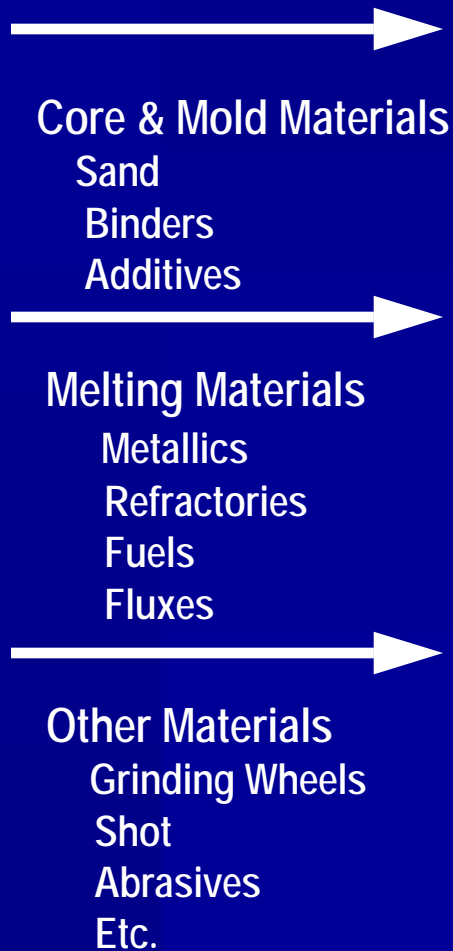 Core & Mold Materials
Sand
Binders
Additives
Melting Materials
Metallics
Refractories
Fuels
Fluxes
Other Materials
Grinding Wheels
Shot
Abrasives
Etc.